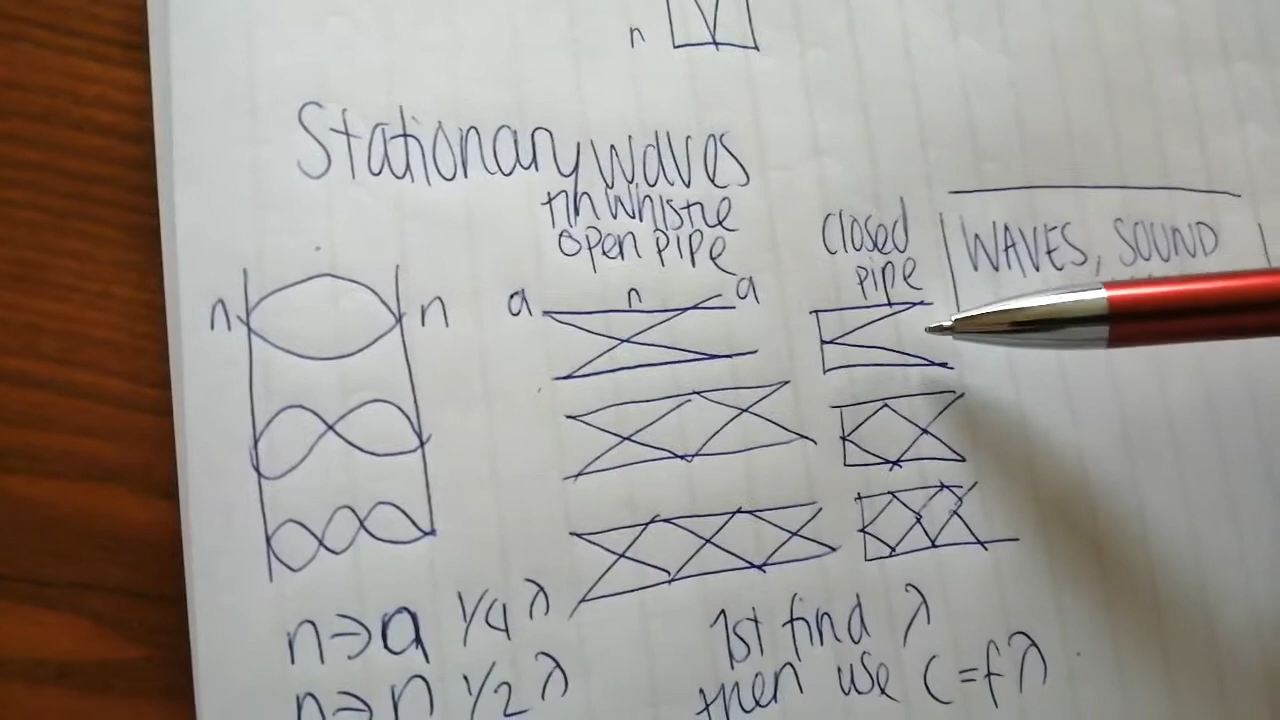 n
Stationary waves
tin whistle
open pipe
closed
pipe
WAVES, SOUND
n n
a n a
n→a 1/4 λ
n→n 1/2 λ
1st find λ
then use c=fλ